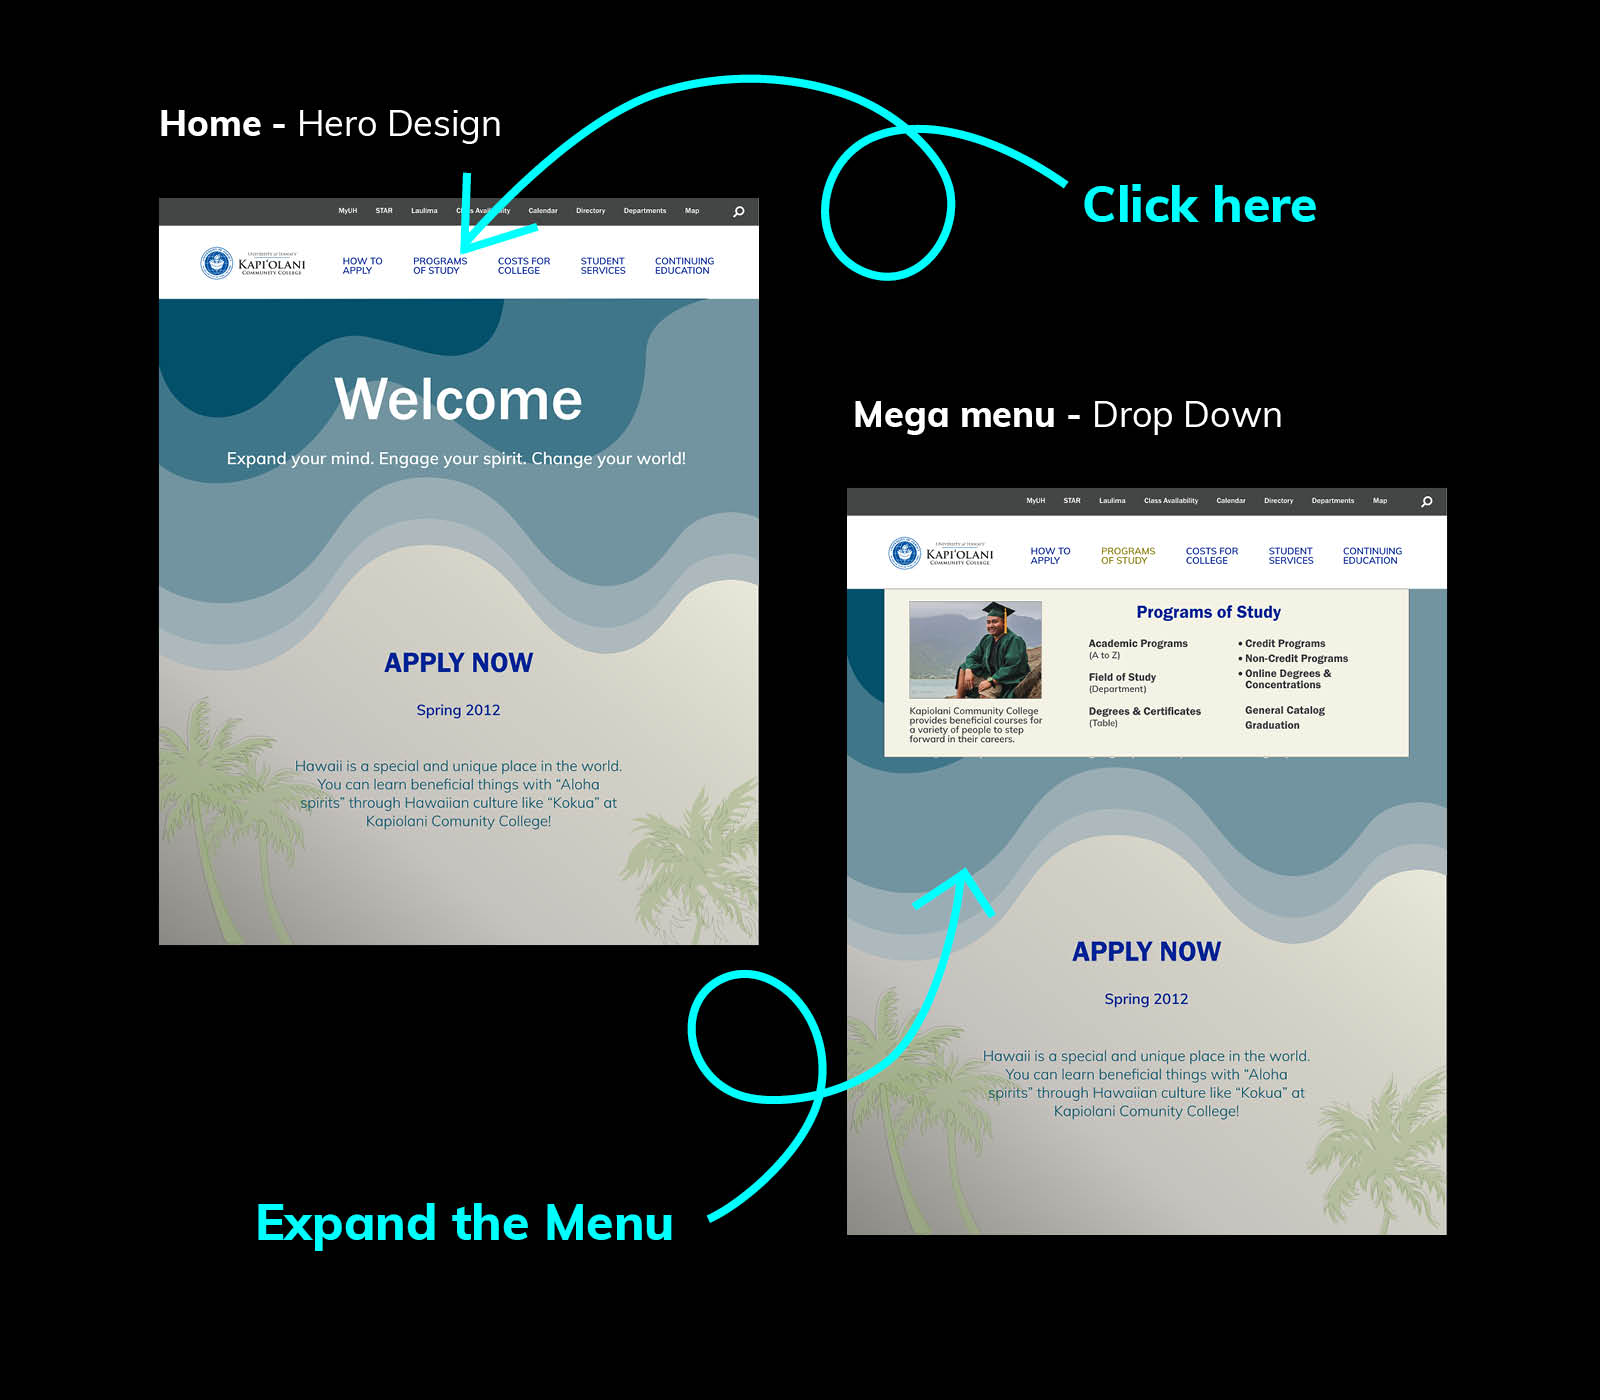 Home - Hero Design
Click here
MyUH STAR Laulima Class Availability Calendar Directory Departments Map
UNIVERSITY of HAWAI'I
KAPI'OLANI
COMMUNITY COLLEGE
HOW TO
APPLY
PROGRAMS
OF STUDY
COSTS FOR
COLLEGE
STUDENT
SERVICES
CONTINUING
EDUCATION
Welcome
Expand your mind. Engage your spirit. Change your world!
APPLY NOW
Spring 2012
Hawaii is a special and unique place in the world.
You can learn beneficial things with “Aloha
spirits” through Hawaiian culture like “Kokua” at
Kapiolani Comunity College!
Mega menu - Drop Down
MyUH STAR Laulima Class Availability Calendar Directory Departments Map
UNIVERSITY of HAWAI'I
KAPI'OLANI
COMMUNITY COLLEGE
HOW TO
APPLY
PROGRAMS
OF STUDY
COSTS FOR
COLLEGE
STUDENT
SERVICES
CONTINUING
EDUCATION
Kapiolani Community College
provides beneficial courses for
a variety of people to step
forward in their careers.
Programs of Study
Academic Programs
(A to Z)
Field of Study
(Department)
Degrees & Certificates
(Table)
• Credit Programs
• Non-Credit Programs
• Online Degrees &
Concentrations
General Catalog
Graduation
APPLY NOW
Spring 2012
Hawaii is a special and unique place in the world.
You can learn beneficial things with “Aloha
spirits” through Hawaiian culture like “Kokua” at
Kapiolani Comunity College!
Expand the Menu